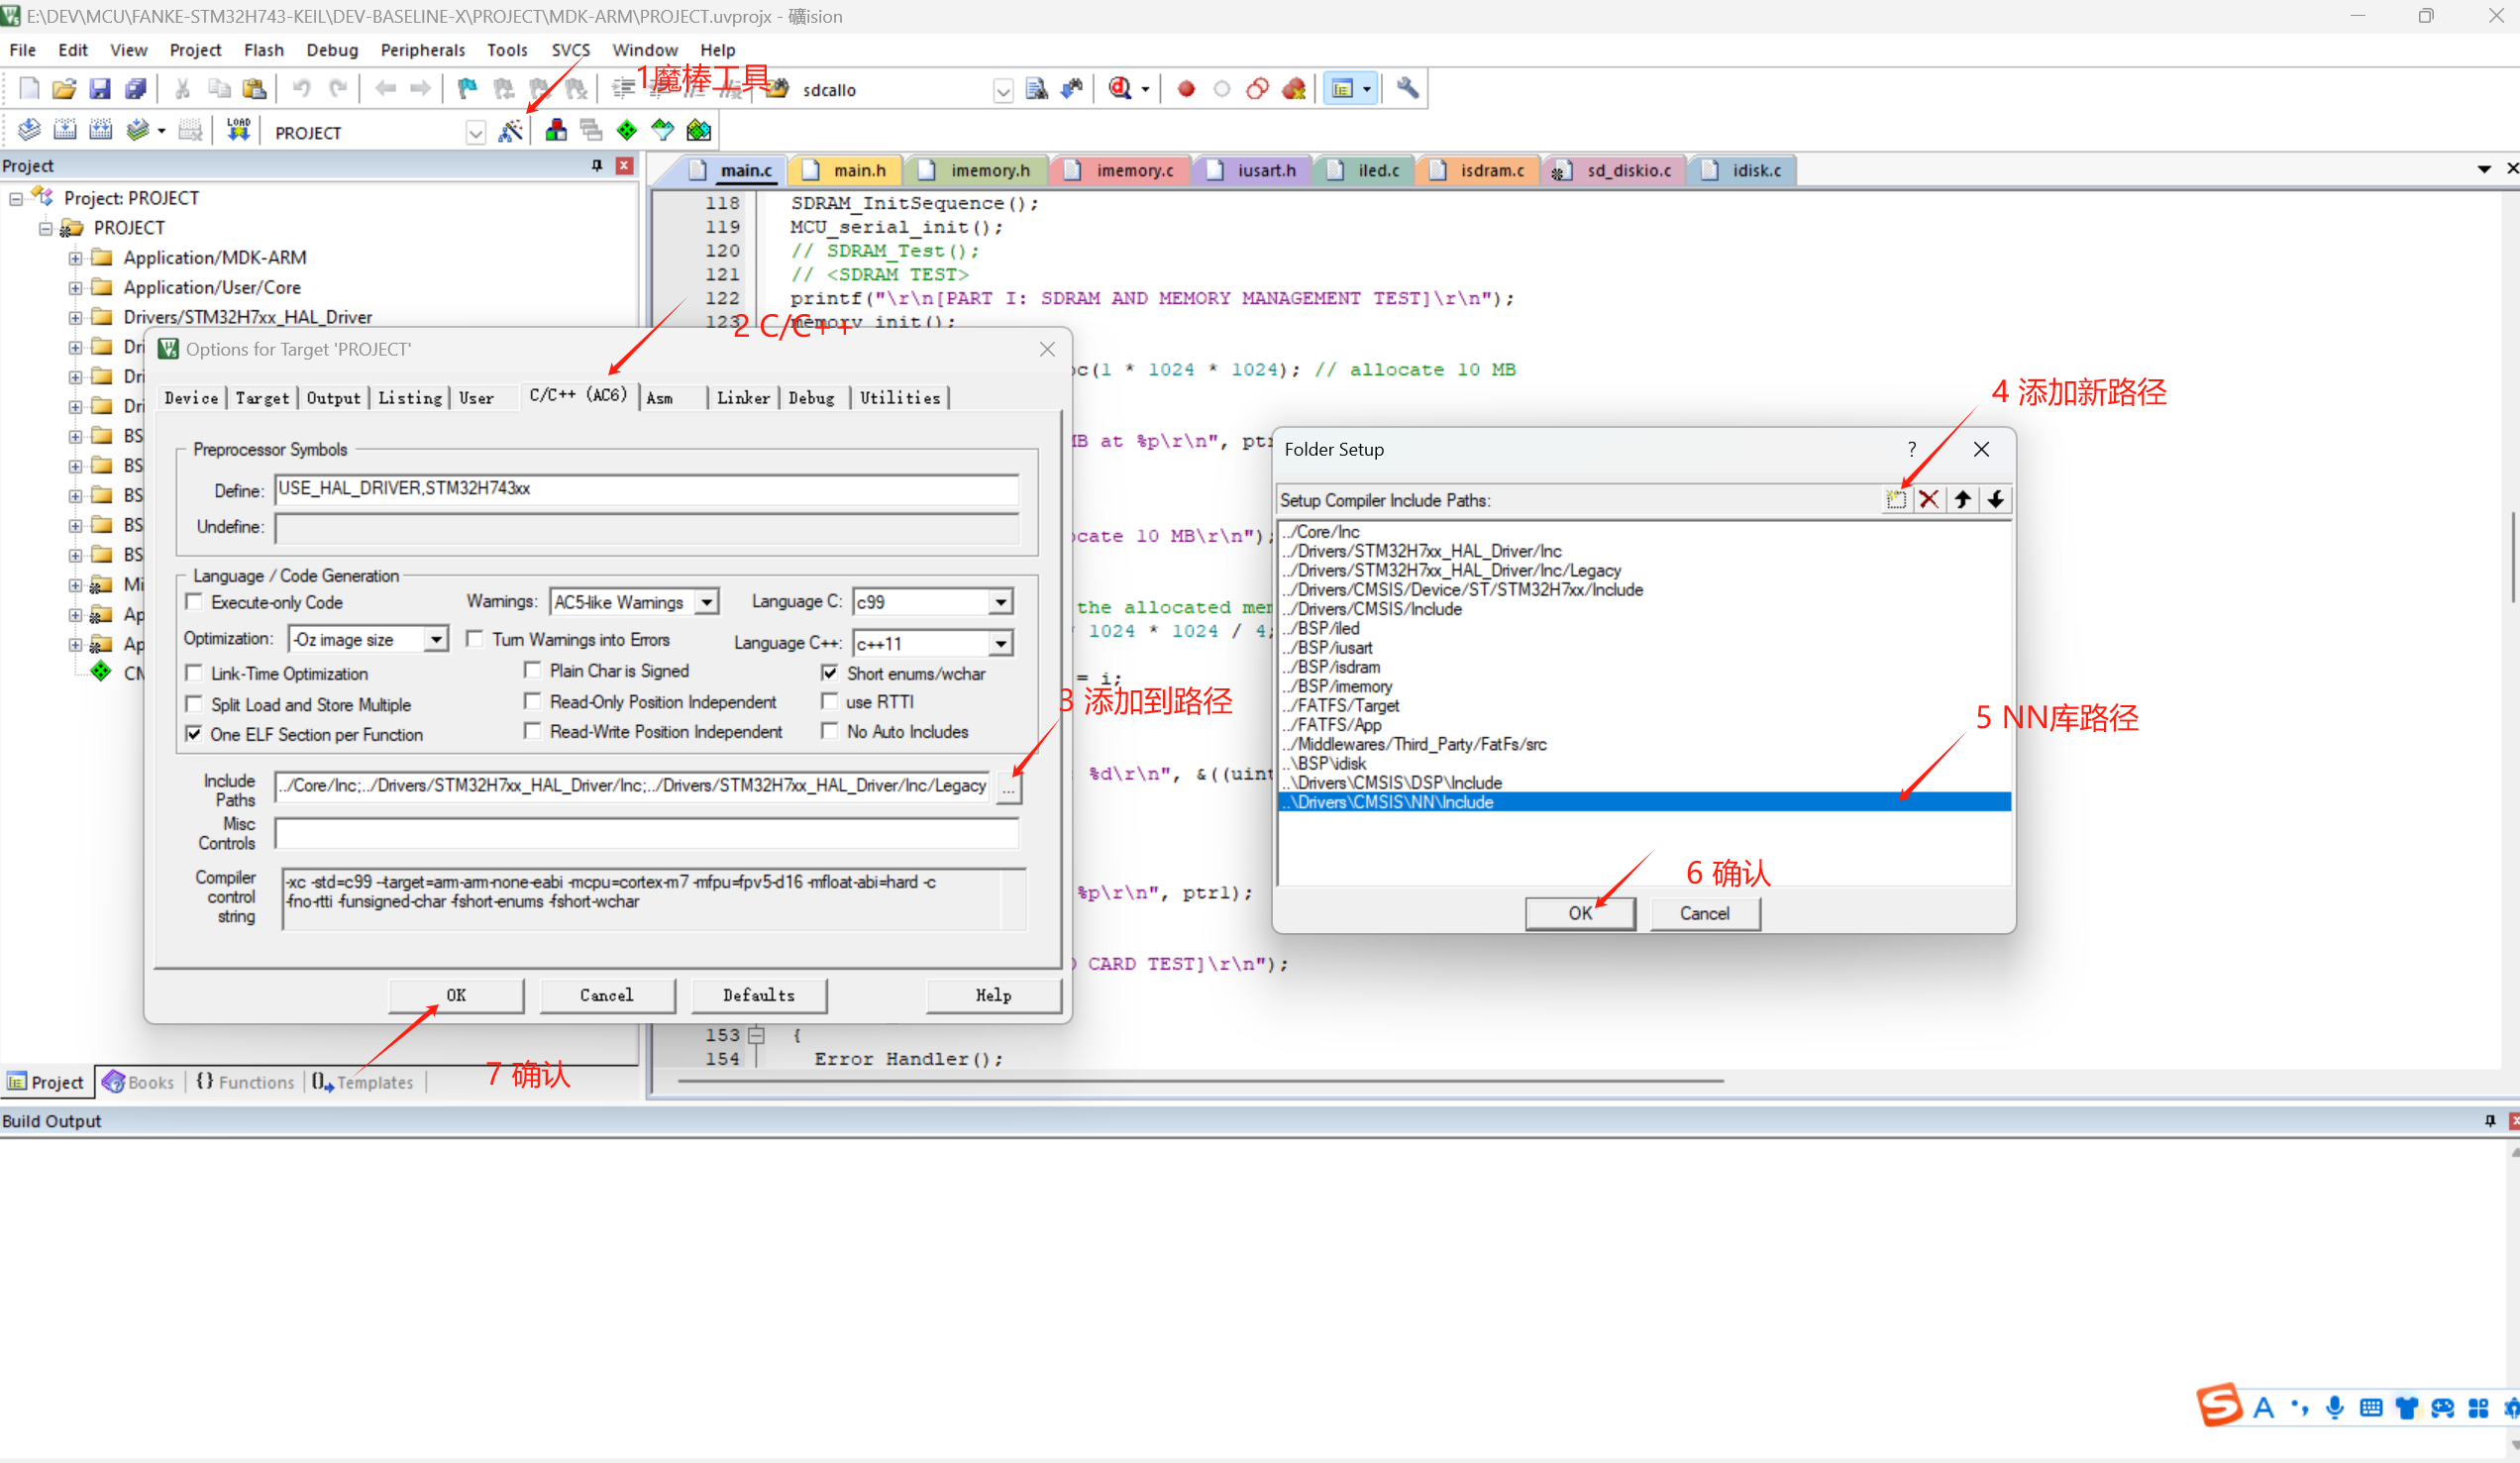 E:\DEV\MCU\FANKE-STM32H743-KEIL\DEV-BASELINE-X\PROJECT\MDK-ARM\PROJECT.uvprojx - 礦ision
File Edit View Project Flash Debug Peripherals Tools SVCS Window Help
1魔棒工具
sdcallo
LOAD
PROJECT
Project
main.c main.h imemory.h imemory.c iusart.h iled.c isdram.c sd_diskio.c idisk.c
Project: PROJECT
PROJECT
Application/MDK-ARM
Application/User/Core
Drivers/STM32H7xx_HAL_Driver
Dri
Dri
Dri
BS
BS
BS
BS
BS
Mi
Ap
Ap
CM
118 SDRAM_InitSequence();
119 MCU_serial_init();
120 // SDRAM_Test();
121 // <SDRAM TEST>
122 printf("\r\n[PART I: SDRAM AND MEMORY MANAGEMENT TEST]\r\n");
123 memory_init();
2 C/C++
oc(1 * 1024 * 1024); // allocate 10 MB
MB at %p\r\n", ptr
ocate 10 MB\r\n");
the allocated mem
* 1024 * 1024 / 4;
= i;
%d\r\n", &((uint
%p\r\n", ptr1);
D CARD TEST]\r\n");
153 {
154 Error_Handler();
Options for Target 'PROJECT'
Device Target Output Listing User C/C++ (AC6) Asm Linker Debug Utilities
Preprocessor Symbols
Define: USE_HAL_DRIVER,STM32H743xx
Undefine:
Language / Code Generation
Execute-only Code
Warnings: AC5-like Warnings
Language C: c99
Optimization: -Oz image size
Turn Warnings into Errors
Language C++: c++11
Link-Time Optimization
Plain Char is Signed
Short enums/wchar
Split Load and Store Multiple
Read-Only Position Independent
use RTTI
One ELF Section per Function
Read-Write Position Independent
No Auto Includes
3 添加到路径
Include Paths
../Core/Inc;../Drivers/STM32H7xx_HAL_Driver/Inc;../Drivers/STM32H7xx_HAL_Driver/Inc/Legacy
...
Misc Controls
Compiler control string
-xc -std=c99 --target=arm-arm-none-eabi -mcpu=cortex-m7 -mfpu=fpv5-d16 -mfloat-abi=hard -c
-fno-rtti -funsigned-char -fshort-enums -fshort-wchar
OK Cancel Defaults Help
7 确认
4 添加新路径
Folder Setup ?
Setup Compiler Include Paths:
../Core/Inc
../Drivers/STM32H7xx_HAL_Driver/Inc
../Drivers/STM32H7xx_HAL_Driver/Inc/Legacy
../Drivers/CMSIS/Device/ST/STM32H7xx/Include
../Drivers/CMSIS/Include
../BSP/iled
../BSP/iusart
../BSP/isdram
../BSP/imemory
../FATFS/Target
../FATFS/App
../Middlewares/Third_Party/FatFs/src
..\BSP\idisk
..\Drivers\CMSIS\DSP\Include
..\Drivers\CMSIS\NN\Include
5 NN库路径
6 确认
OK Cancel
Project Books {} Functions Templates
Build Output
S A